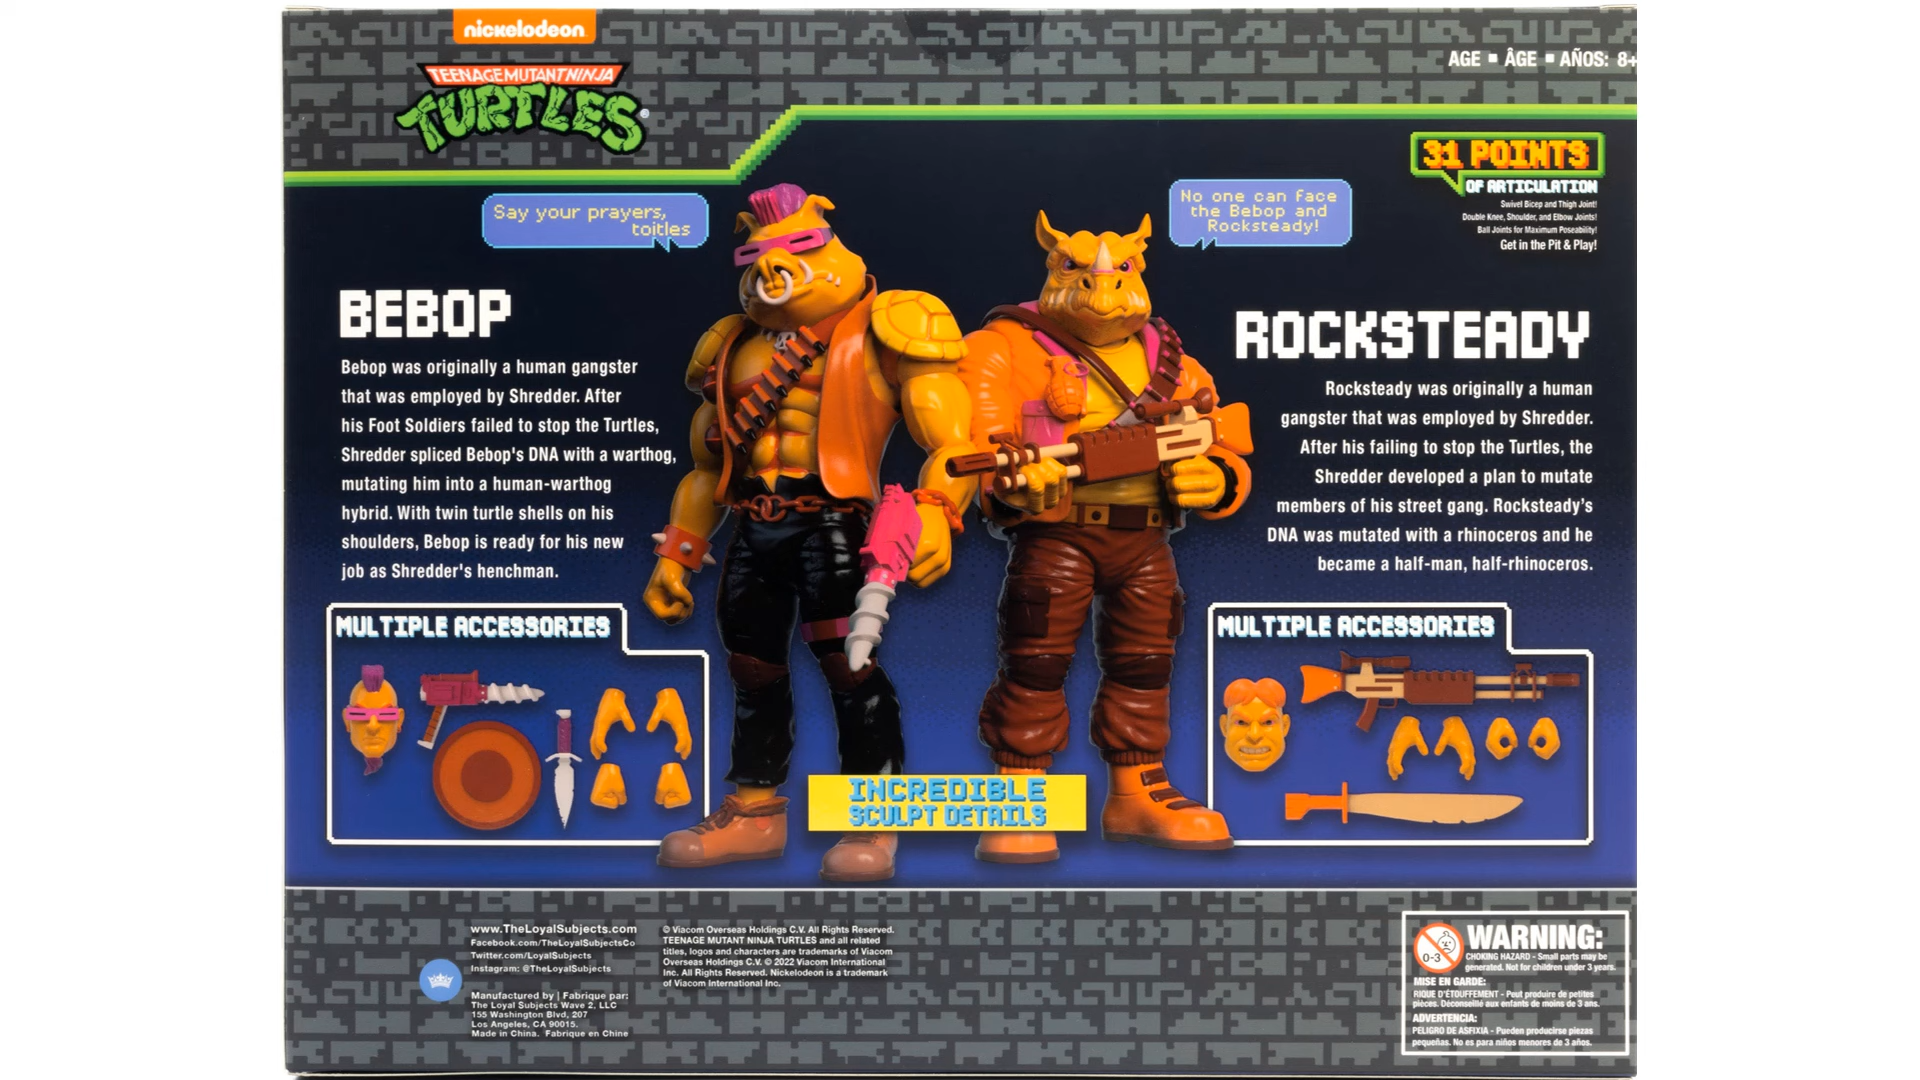 nickelodeon
TEENAGE MUTANT NINJA
TURTLES
AGE ▪ ÂGE ▪ AÑOS: 8+
31 POINTS
OF ARTICULATION
Swivel Bicep and Thigh Joint!
Double Knee, Shoulder, and Elbow Joints!
Ball Joints for Maximum Poseability!
Get in the Pit & Play!
Say your prayers,
toitles
No one can face
the Bebop and
Rocksteady!
BEBOP
Bebop was originally a human gangster
that was employed by Shredder. After
his Foot Soldiers failed to stop the Turtles,
Shredder spliced Bebop's DNA with a warthog,
mutating him into a human-warthog
hybrid. With twin turtle shells on his
shoulders, Bebop is ready for his new
job as Shredder's henchman.
ROCKSTEADY
Rocksteady was originally a human
gangster that was employed by Shredder.
After his failing to stop the Turtles, the
Shredder developed a plan to mutate
members of his street gang. Rocksteady's
DNA was mutated with a rhinoceros and he
became a half-man, half-rhinoceros.
MULTIPLE ACCESSORIES
MULTIPLE ACCESSORIES
INCREDIBLE
SCULPT DETAILS
www.TheLoyalSubjects.com
Facebook.com/TheLoyalSubjectsCo
Twitter.com/LoyalSubjects
Instagram: @TheLoyalSubjects
Manufactured by | Fabrique par:
The Loyal Subjects Wave 2, LLC
155 Washington Blvd, 207
Los Angeles, CA 90015.
Made in China. Fabrique en Chine
© Viacom Overseas Holdings C.V. All Rights Reserved.
TEENAGE MUTANT NINJA TURTLES and all related
titles, logos and characters are trademarks of Viacom
Overseas Holdings C.V. © 2022 Viacom International
Inc. All Rights Reserved. Nickelodeon is a trademark
of Viacom International Inc.
0-3
WARNING:
CHOKING HAZARD - Small parts may be
generated. Not for children under 3 years.
MISE EN GARDE:
RIQUE D'ÉTOUFFEMENT - Peut produire de petites
pièces. Déconseillé aux enfants de moins de 3 ans.
ADVERTENCIA:
PELIGRO DE ASFIXIA - Pueden producirse piezas
pequeñas. No es para niños menores de 3 años.